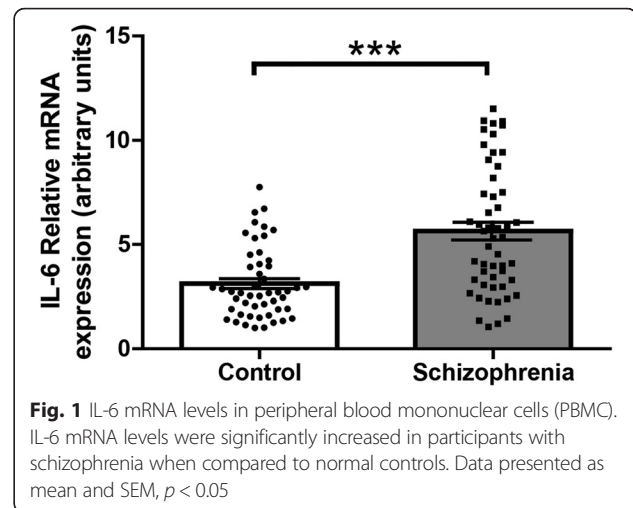 15
***
10
5
0
IL-6 Relative mRNA
expression (arbitrary units)
Control Schizophrenia
Fig. 1 IL-6 mRNA levels in peripheral blood mononuclear cells (PBMC).
IL-6 mRNA levels were significantly increased in participants with
schizophrenia when compared to normal controls. Data presented as
mean and SEM, p < 0.05